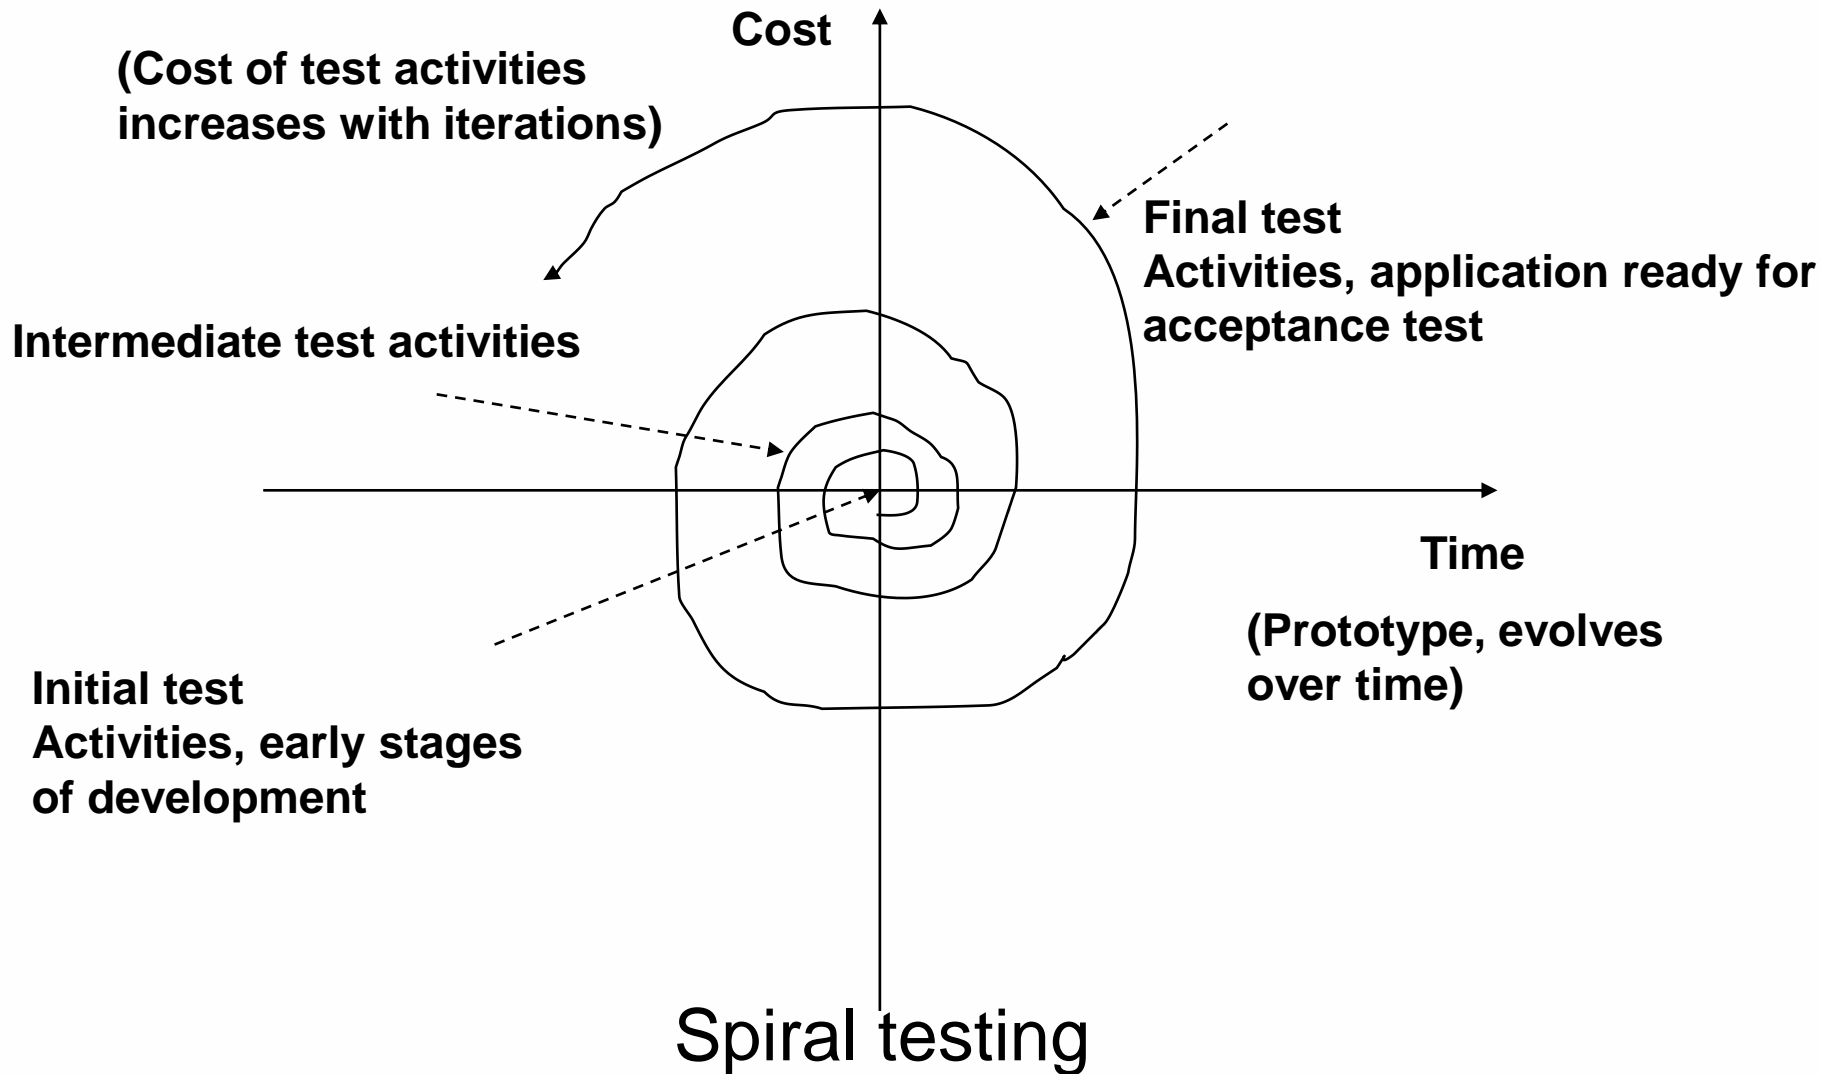 Cost
(Cost of test activities
increases with iterations)
Final test
Activities, application ready for
acceptance test
Intermediate test activities
Time
(Prototype, evolves
over time)
Initial test
Activities, early stages
of development
Spiral testing